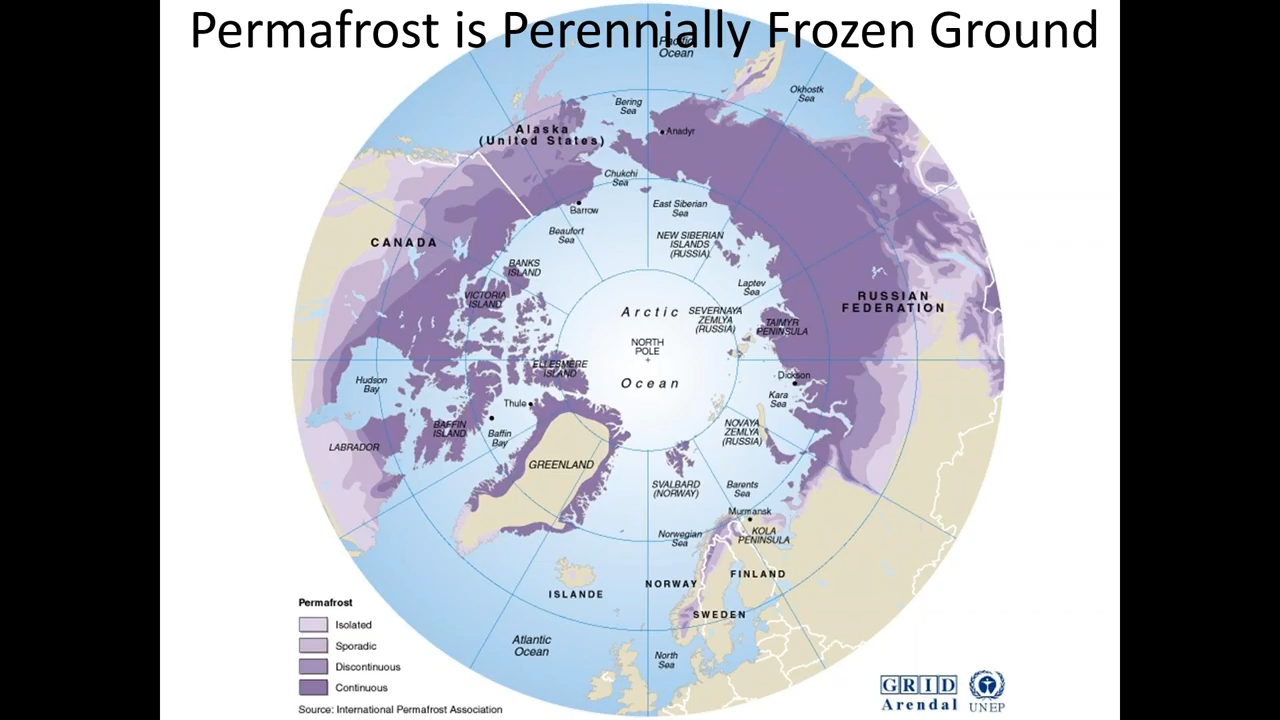 Permafrost is Perennially Frozen Ground
Pacific
Ocean
Okhostk
Sea
Bering
Sea
Anadyr
Alaska
(United States)
Chukchi
Sea
Barrow
East Siberian
Sea
Beaufort
Sea
NEW SIBERIAN
ISLANDS
(RUSSIA)
CANADA
BANKS
ISLAND
VICTORIA
ISLAND
Laptev
Sea
RUSSIAN
FEDERATION
Arctic
SEVERNAYA
ZEMLYA
(RUSSIA)
TAIMYR
PENINSULA
NORTH
POLE
Ocean
ELLESMERE
ISLAND
Dickson
Hudson
Bay
Kara
Sea
Thule
BAFFIN
ISLAND
Baffin
Bay
NOVAYA
ZEMLYA
(RUSSIA)
LABRADOR
GREENLAND
SVALBARD
(NORWAY)
Barents
Sea
Murmansk
Norwegian
Sea
KOLA
PENINSULA
NORWAY
FINLAND
ISLANDE
SWEDEN
Atlantic
Ocean
North
Sea
Permafrost
Isolated
Sporadic
Discontinuous
Continuous
Source: International Permafrost Association
GRID
Arendal
UNEP